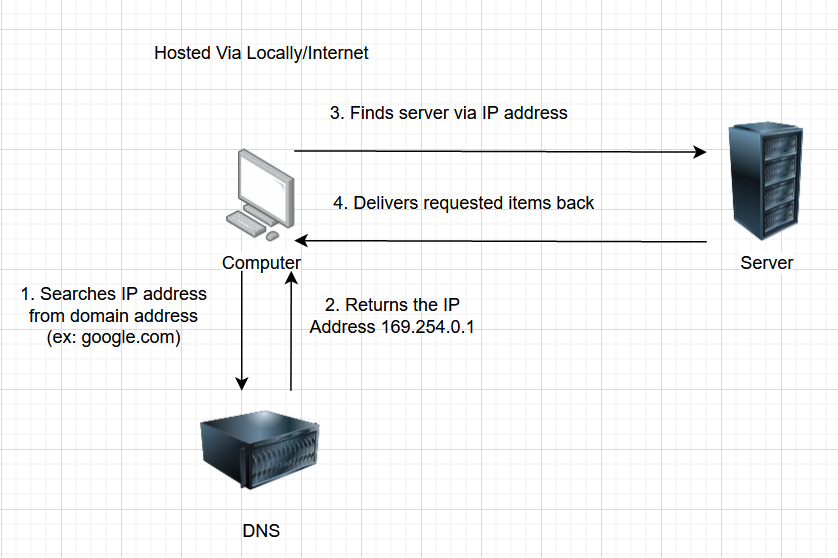 Hosted Via Locally/Internet
3. Finds server via IP address
4. Delivers requested items back
Computer
Server
1. Searches IP address
from domain address
(ex: google.com)
2. Returns the IP
Address 169.254.0.1
DNS